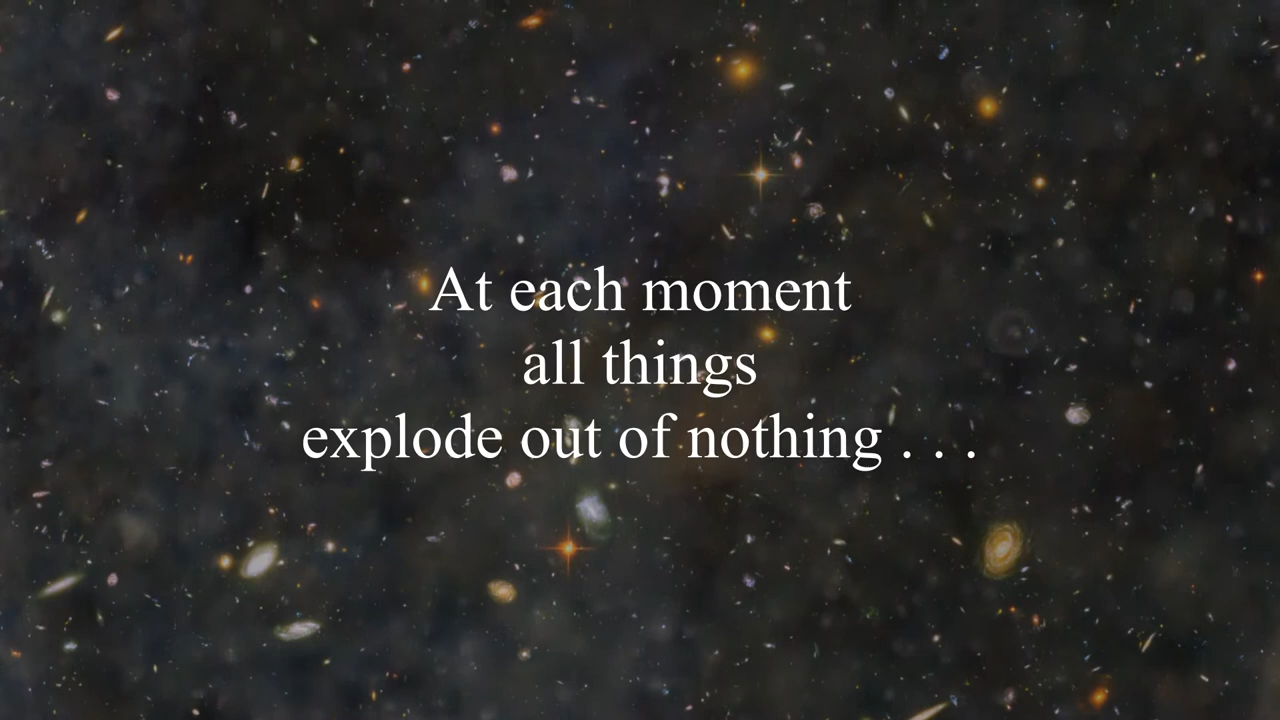 At each moment
all things
explode out of nothing . . .